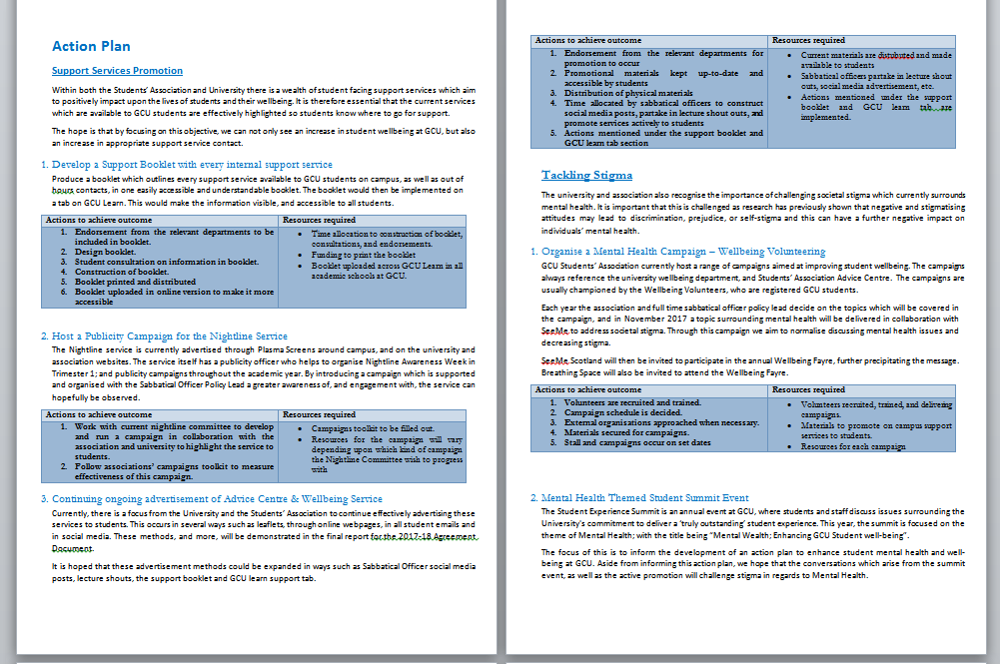 Action Plan
Support Services Promotion
Within both the Students' Association and University there is a wealth of student facing support services which aim
to positively impact upon the lives of students and their wellbeing. It is therefore essential that the current services
which are available to GCU students are effectively highlighted so students know where to go for support.
The hope is that by focusing on this objective, we can not only see an increase in student wellbeing at GCU, but also
an increase in appropriate support service contact.
1. Develop a Support Booklet with every internal support service
Produce a booklet which outlines every support service available to GCU students on campus, as well as out of
hours contacts, in one easily accessible and understandable booklet. The booklet would then be implemented on
a tab on GCU Learn. This would make the information visible, and accessible to all students.
Actions to achieve outcome
1. Endorsement from the relevant departments to be
included in booklet.
2. Design booklet.
3. Student consultation on information in booklet.
4. Construction of booklet.
5. Booklet printed and distributed
6. Booklet uploaded in online version to make it more
accessible
Resources required
• Time allocation to construction of booklet,
consultations, and endorsements.
• Funding to print the booklet
• Booklet uploaded across GCU Learn in all
academic schools at GCU.
2. Host a Publicity Campaign for the Nightline Service
The Nightline service is currently advertised through Plasma Screens around campus, and on the university and
association websites. The service itself has a publicity officer who helps to organise Nightline Awareness Week in
Trimester 1; and publicity campaigns throughout the academic year. By introducing a campaign which is supported
and organised with the Sabbatical Officer Policy Lead a greater awareness of, and engagement with, the service can
hopefully be observed.
Actions to achieve outcome
1. Work with current nightline committee to develop
and run a campaign in collaboration with the
association and university to highlight the service to
students.
2. Follow associations' campaigns toolkit to measure
effectiveness of this campaign.
Resources required
• Campaigns toolkit to be filled out.
• Resources for the campaign will vary
depending upon which kind of campaign
the Nightline Committee wish to progress
with
3. Continuing ongoing advertisement of Advice Centre & Wellbeing Service
Currently, there is a focus from the University and the Students' Association to continue effectively advertising these
services to students. This occurs in several ways such as leaflets, through online webpages, in all student emails and
in social media. These methods, and more, will be demonstrated in the final report for the 2017-18 Agreement
Document.
It is hoped that these advertisement methods could be expanded in ways such as Sabbatical Officer social media
posts, lecture shouts, the support booklet and GCU learn support tab.
Actions to achieve outcome
1. Endorsement from the relevant departments for
promotion to occur
2. Promotional materials kept up-to-date and
accessible by students
3. Distribution of physical materials
4. Time allocated by sabbatical officers to construct
social media posts, partake in lecture shout outs, and
promote services actively to students
5. Actions mentioned under the support booklet and
GCU learn tab section
Resources required
• Current materials are distributed and made
available to students
• Sabbatical officers partake in lecture shout
outs, social media advertisement, etc.
• Actions mentioned under the support
booklet and GCU learn tab are
implemented.
Tackling Stigma
The university and association also recognise the importance of challenging societal stigma which currently surrounds
mental health. It is important that this is challenged as research has previously shown that negative and stigmatising
attitudes may lead to discrimination, prejudice, or self-stigma and this can have a further negative impact on
individuals' mental health.
1. Organise a Mental Health Campaign – Wellbeing Volunteering
GCU Students' Association currently host a range of campaigns aimed at improving student wellbeing. The campaigns
always reference the university wellbeing department, and Students' Association Advice Centre. The campaigns are
usually championed by the Wellbeing Volunteers, who are registered GCU students.
Each year the association and full time sabbatical officer policy lead decide on the topics which will be covered in
the campaign, and in November 2017 a topic surrounding mental health will be delivered in collaboration with
SeeMe, to address societal stigma. Through this campaign we aim to normalise discussing mental health issues and
decreasing stigma.
SeeMe Scotland will then be invited to participate in the annual Wellbeing Fayre, further precipitating the message.
Breathing Space will also be invited to attend the Wellbeing Fayre.
Actions to achieve outcome
1. Volunteers are recruited and trained.
2. Campaign schedule is decided.
3. External organisations approached when necessary.
4. Materials secured for campaigns.
5. Stall and campaigns occur on set dates
Resources required
• Volunteers recruited, trained, and delivering
campaigns.
• Materials to promote on campus support
services to students.
• Resources for each campaign
2. Mental Health Themed Student Summit Event
The Student Experience Summit is an annual event at GCU, where students and staff discuss issues surrounding the
University's commitment to deliver a 'truly outstanding' student experience. This year, the summit is focused on the
theme of Mental Health; with the title being "Mental Wealth; Enhancing GCU Student well-being".
The focus of this is to inform the development of an action plan to enhance student mental health and well-
being at GCU. Aside from informing this action plan, we hope that the conversations which arise from the summit
event, as well as the active promotion will challenge stigma in regards to Mental Health.